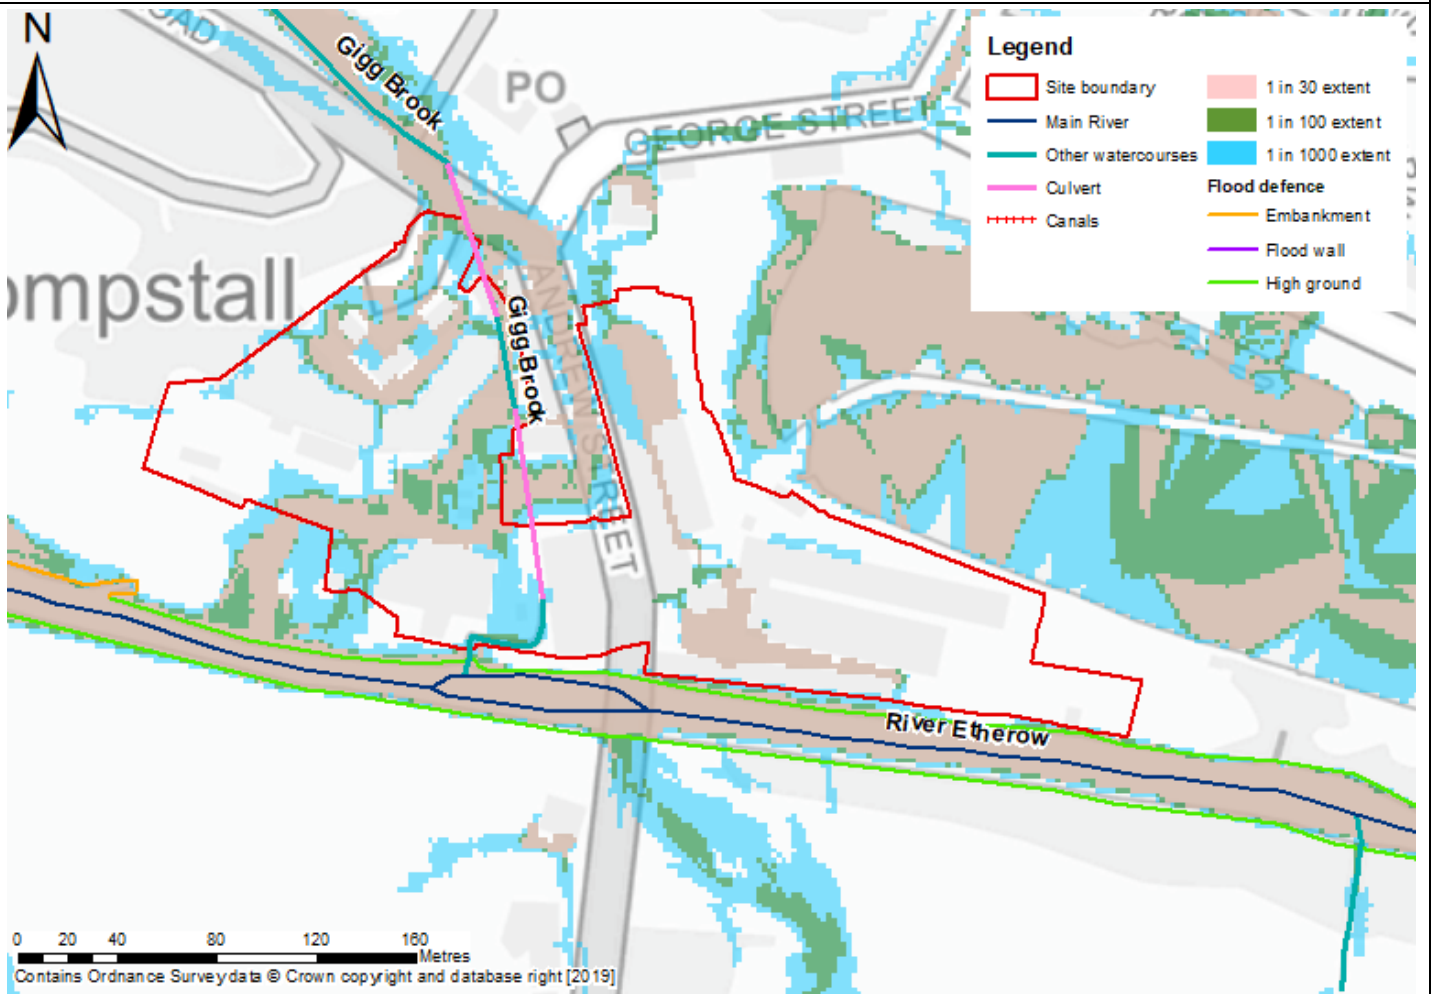 N
ROAD
Gigg Brook
PO
GEORGE STREET
ompstall
Gigg Brook
ANDREW STREET
River Etherow
Legend
Site boundary
Main River
Other watercourses
Culvert
Canals
1 in 30 extent
1 in 100 extent
1 in 1000 extent
Flood defence
Embankment
Flood wall
High ground
0 20 40 80 120 160
Metres
Contains Ordnance Survey data © Crown copyright and database right [2019]